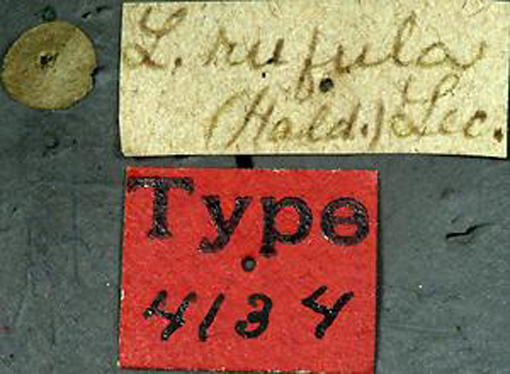 L. rufula
(Hald.) Lec.
Type
4134